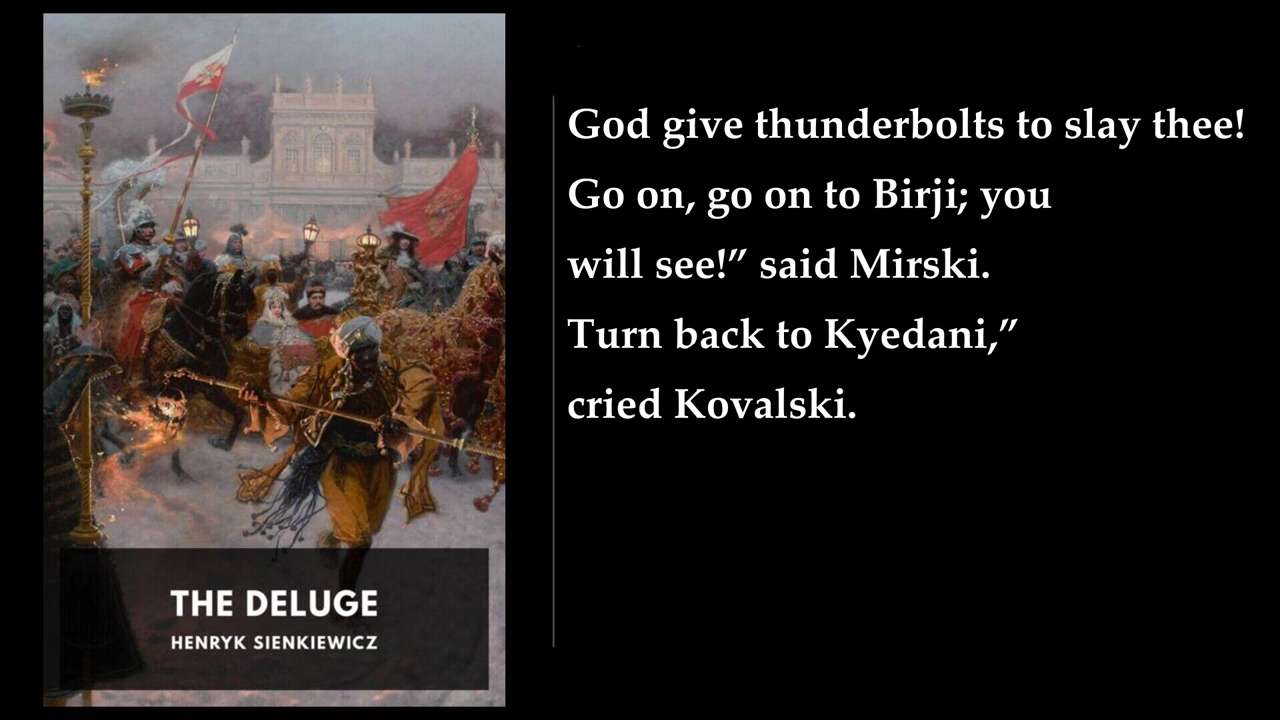 God give thunderbolts to slay thee!
Go on, go on to Birji; you
will see!” said Mirski.
Turn back to Kyedani,”
cried Kovalski.
THE DELUGE
HENRYK SIENKIEWICZ